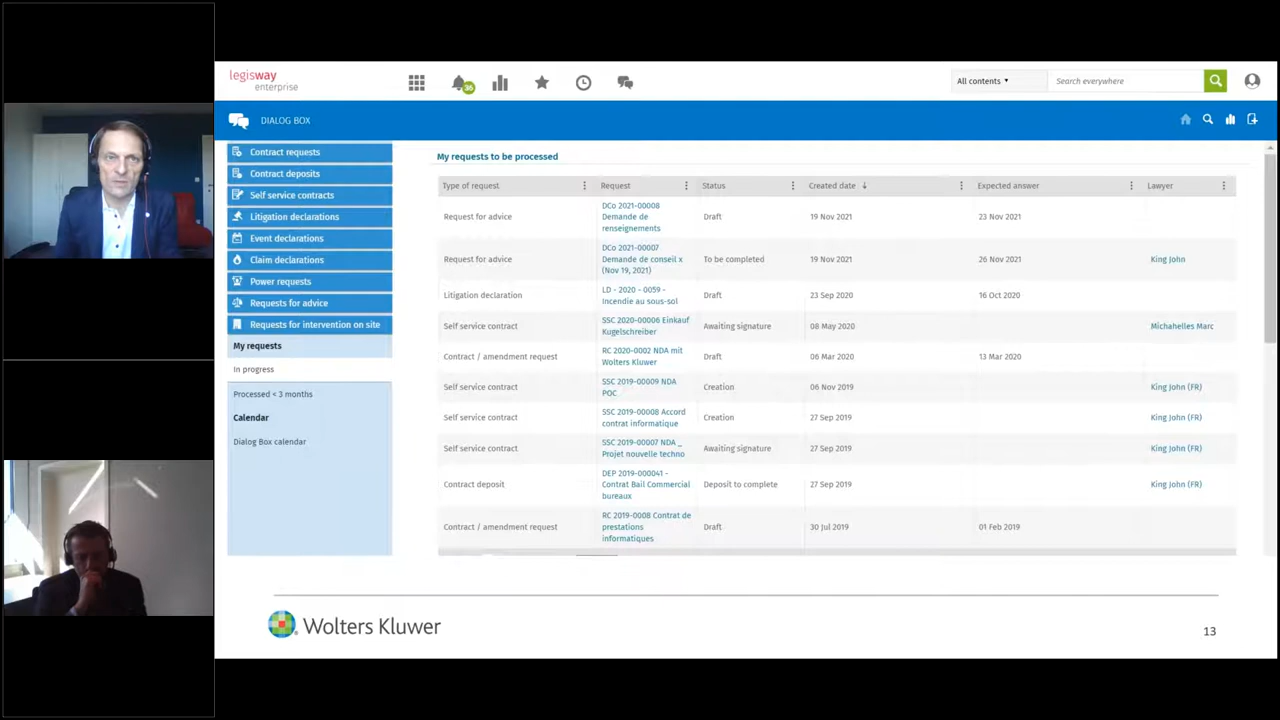 legisway
enterprise
36
All contents
Search everywhere
DIALOG BOX
Contract requests
Contract deposits
Self service contracts
Litigation declarations
Event declarations
Claim declarations
Power requests
Requests for advice
Requests for intervention on site
My requests
In progress
Processed < 3 months
Calendar
Dialog Box calendar
My requests to be processed
Type of request Request Status Created date ↓ Expected answer Lawyer
Request for advice DCo 2021-00008 Draft 19 Nov 2021 23 Nov 2021
Demande de
renseignements
Request for advice DCo 2021-00007 To be completed 19 Nov 2021 26 Nov 2021 King John
Demande de conseil x
(Nov 19, 2021)
Litigation declaration LD - 2020 - 0059 - Draft 23 Sep 2020 16 Oct 2020
Incendie au sous-sol
Self service contract SSC 2020-00006 Einkauf Awaiting signature 08 May 2020 Michahelles Marc
Kugelschreiber
Contract / amendment request RC 2020-0002 NDA mit Draft 06 Mar 2020 13 Mar 2020
Wolters Kluwer
Self service contract SSC 2019-00009 NDA Creation 06 Nov 2019 King John (FR)
POC
Self service contract SSC 2019-00008 Accord Creation 27 Sep 2019 King John (FR)
contrat informatique
Self service contract SSC 2019-00007 NDA _ Awaiting signature 27 Sep 2019 King John (FR)
Projet nouvelle techno
Contract deposit DEP 2019-000041 - Deposit to complete 27 Sep 2019 King John (FR)
Contrat Bail Commercial
bureaux
Contract / amendment request RC 2019-0008 Contrat de Draft 30 Jul 2019 01 Feb 2019
prestations
informatiques
Wolters Kluwer
13